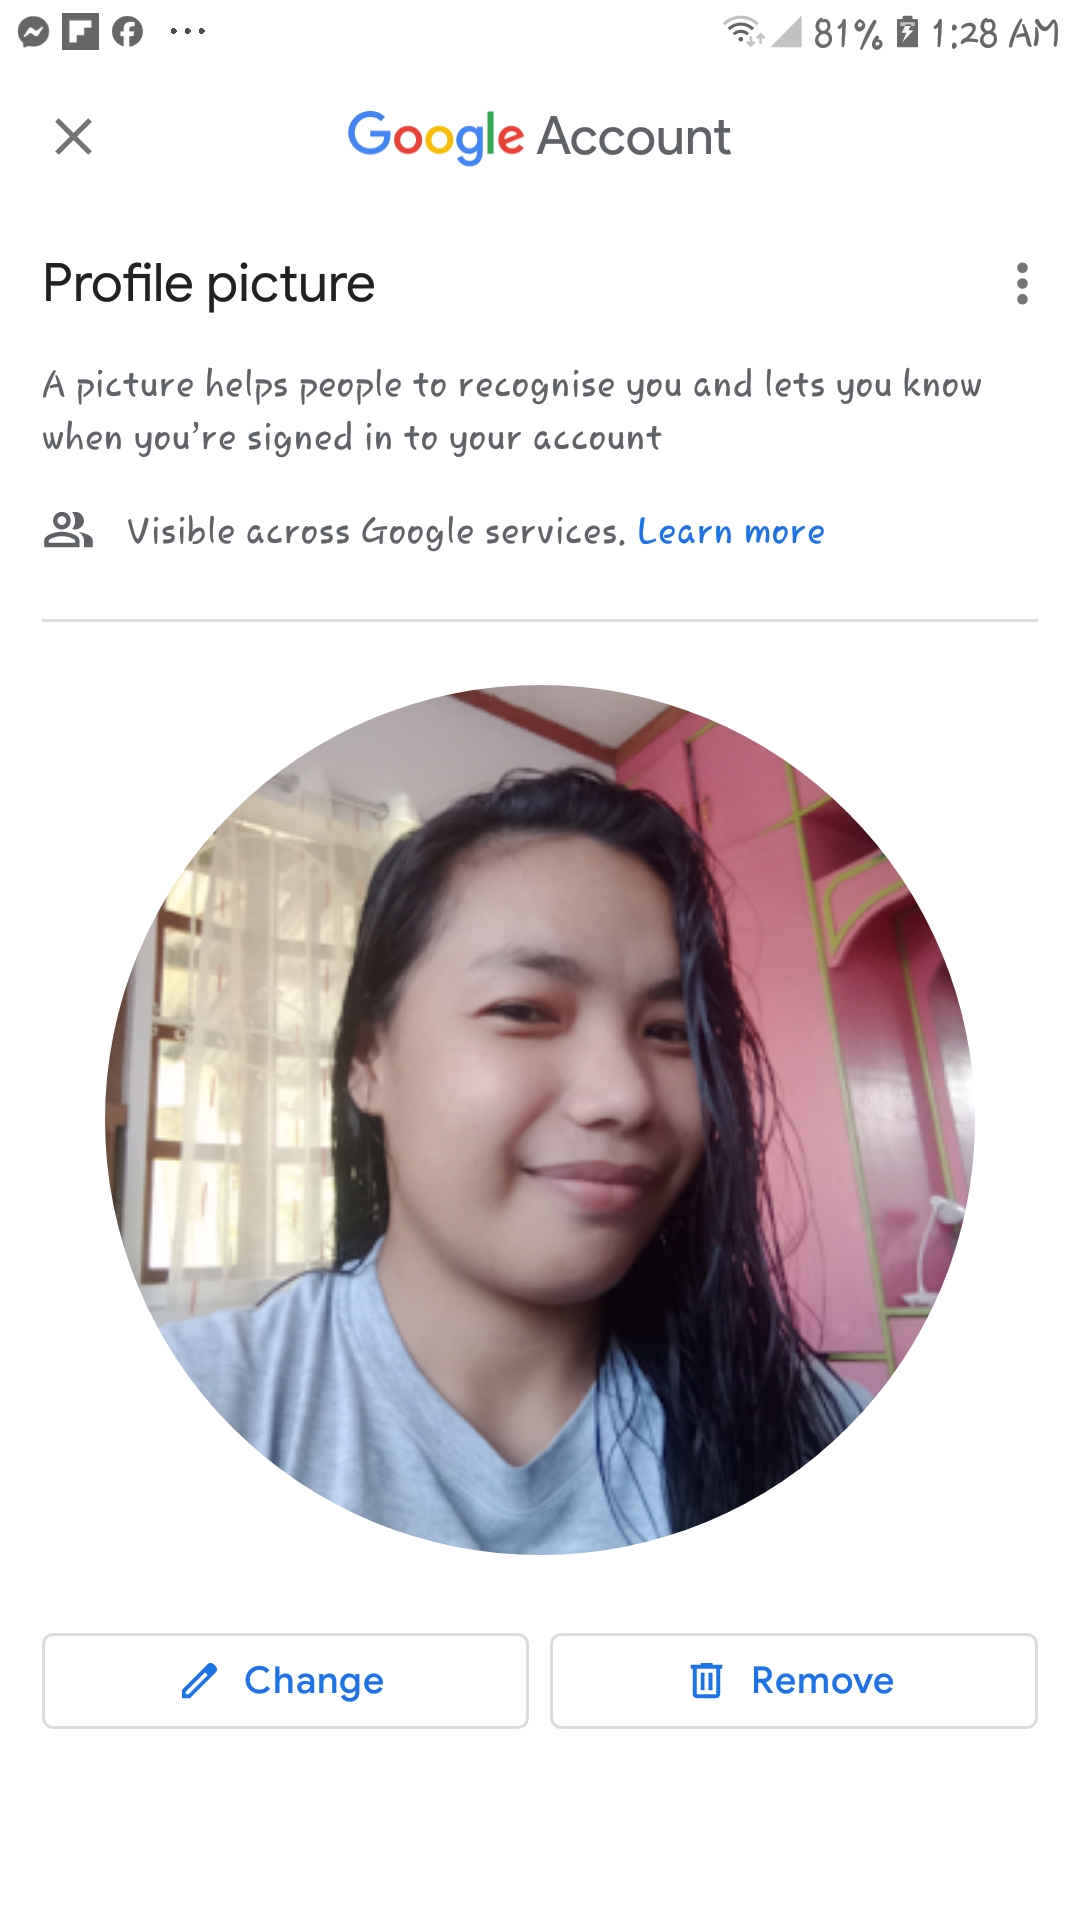 81% 1:28 AM
Google Account
Profile picture
A picture helps people to recognise you and lets you know
when you're signed in to your account
Visible across Google services. Learn more
Change
Remove